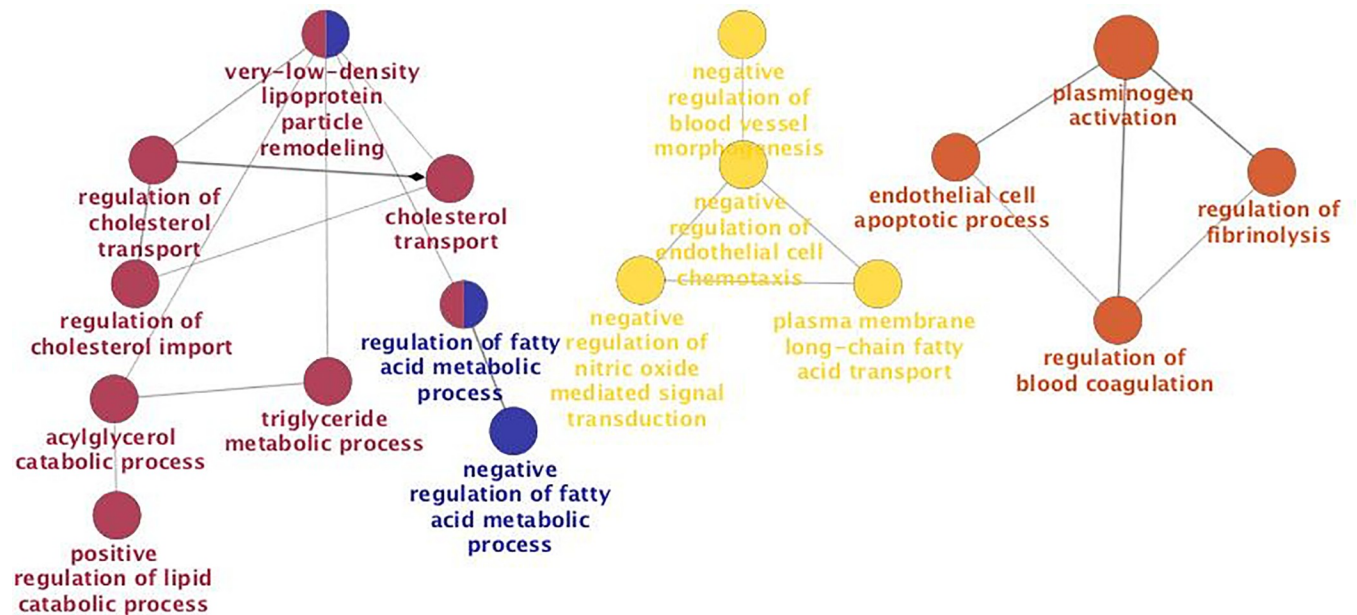 very-low-density
lipoprotein
particle
remodeling
regulation of
cholesterol
transport
cholesterol
transport
regulation of
cholesterol import
regulation of fatty
acid metabolic
process
triglyceride
metabolic process
acylglycerol
catabolic process
negative
regulation of fatty
acid metabolic
process
positive
regulation of lipid
catabolic process
negative
regulation of
blood vessel
morphogenesis
negative
regulation of
endothelial cell
chemotaxis
negative
regulation of
nitric oxide
mediated signal
transduction
plasma membrane
long-chain fatty
acid transport
plasminogen
activation
endothelial cell
apoptotic process
regulation of
fibrinolysis
regulation of
blood coagulation